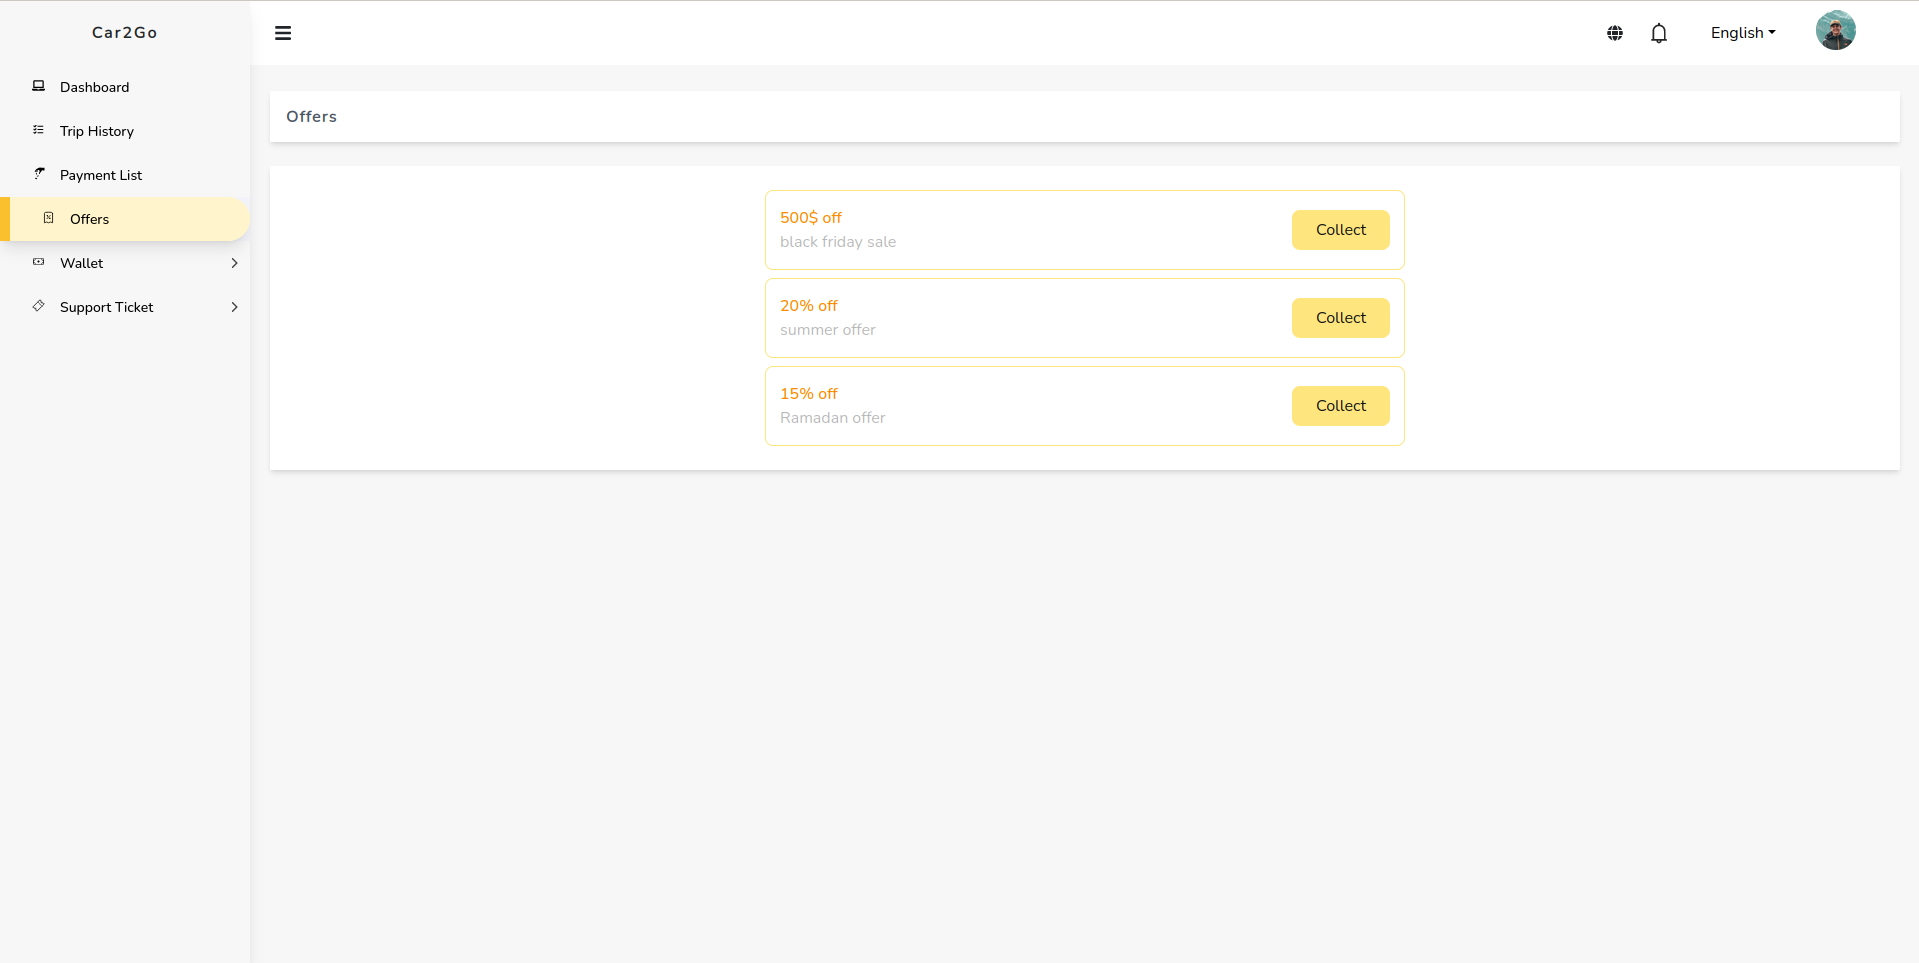 Car2Go
English
Dashboard
Trip History
Payment List
Offers
Wallet
Support Ticket
Offers
500$ off
black friday sale
Collect
20% off
summer offer
Collect
15% off
Ramadan offer
Collect